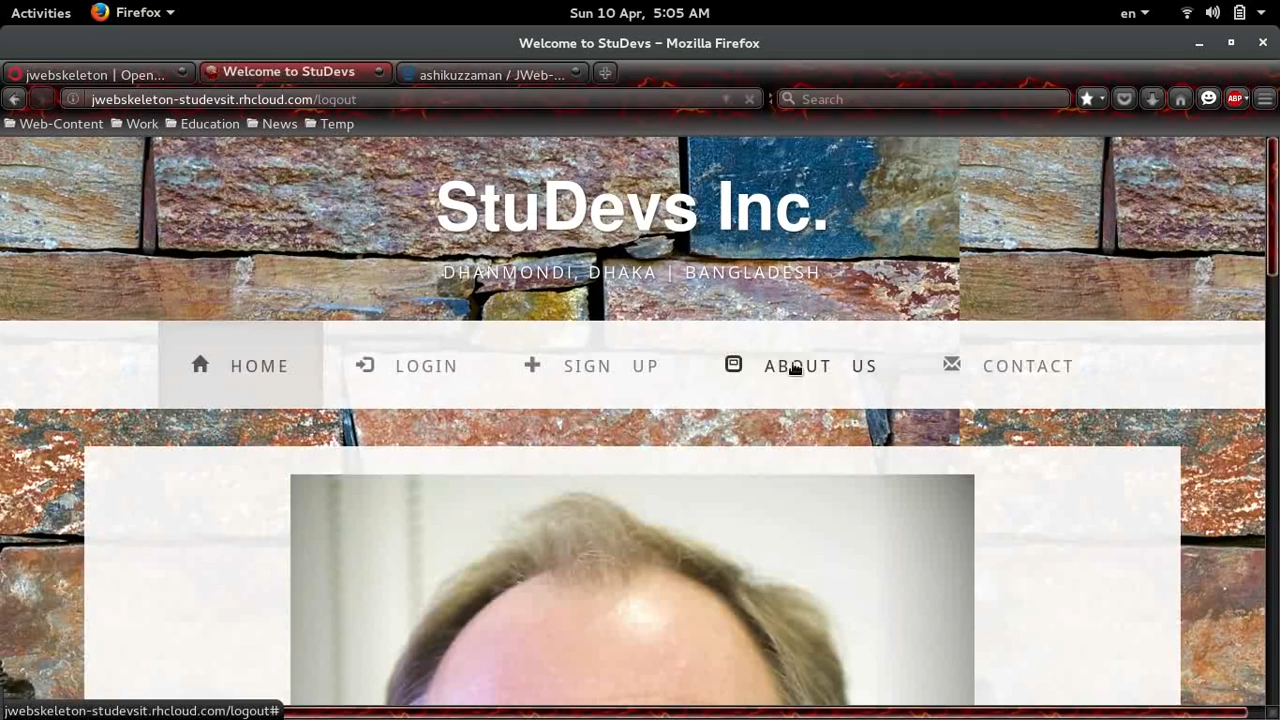 Activities Firefox Sun 10 Apr, 5:05 AM en
Welcome to StuDevs – Mozilla Firefox
jwebskeleton | Open... Welcome to StuDevs ashikuzzaman / JWeb-...
jwebskeleton-studevsit.rhcloud.com/logout Search ABP
Web-Content Work Education News Temp
StuDevs Inc.
DHANMONDI, DHAKA | BANGLADESH
HOME LOGIN SIGN UP ABOUT US CONTACT
jwebskeleton-studevsit.rhcloud.com/logout#